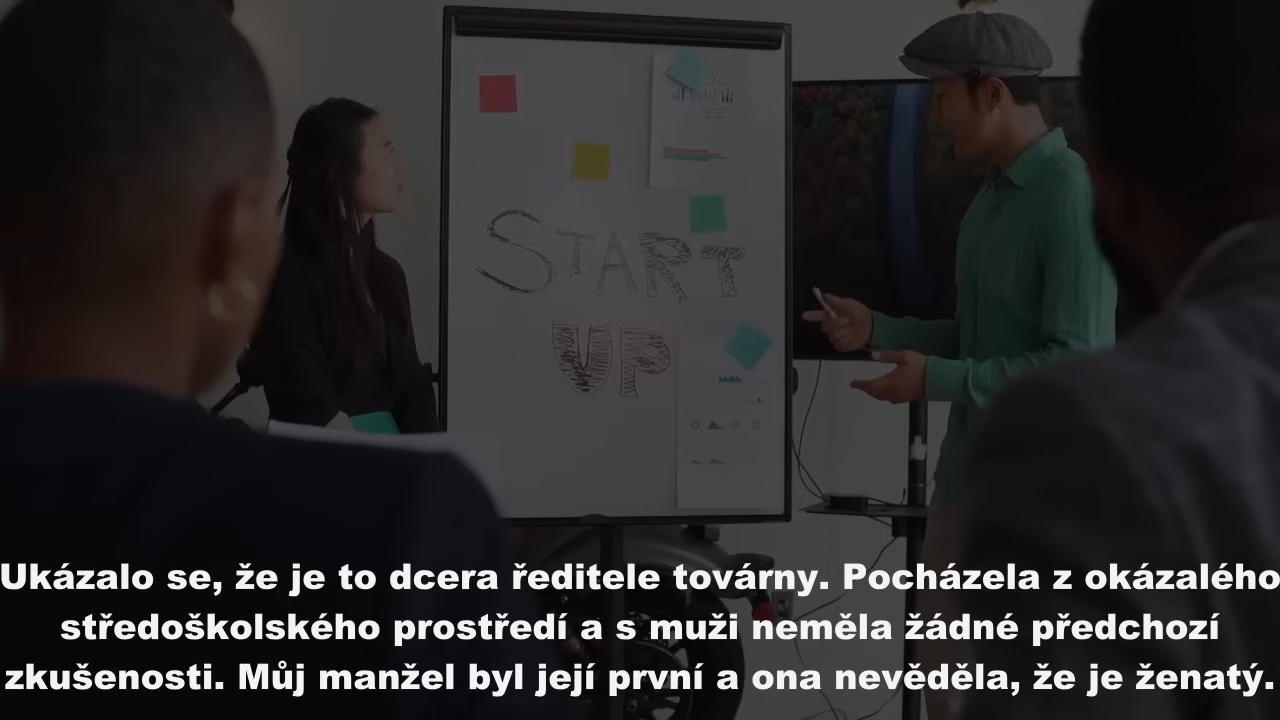 START
UP
Ukázalo se, že je to dcera ředitele továrny. Pocházela z okázalého
středoškolského prostředí a s muži neměla žádné předchozí
zkušenosti. Můj manžel byl její první a ona nevěděla, že je ženatý.